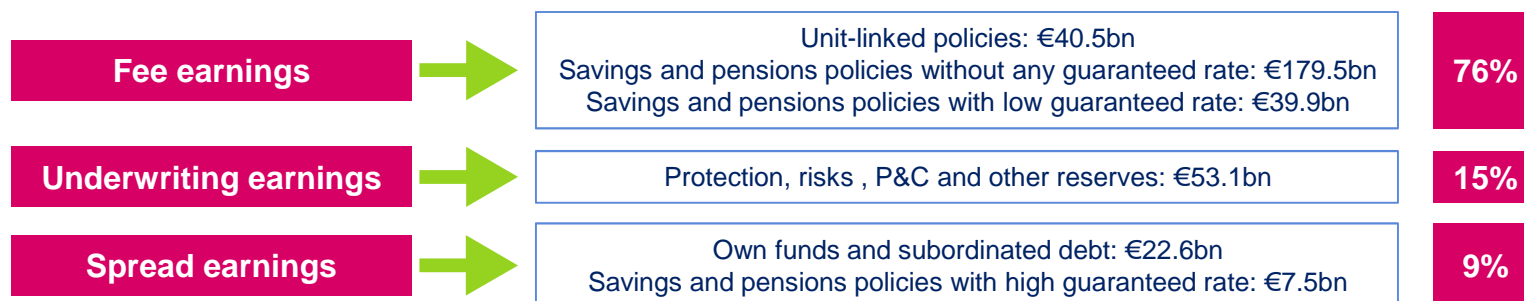 Fee earnings
Unit-linked policies: €40.5bn
Savings and pensions policies without any guaranteed rate: €179.5bn
Savings and pensions policies with low guaranteed rate: €39.9bn
76%
Underwriting earnings
Protection, risks , P&C and other reserves: €53.1bn
15%
Spread earnings
Own funds and subordinated debt: €22.6bn
Savings and pensions policies with high guaranteed rate: €7.5bn
9%